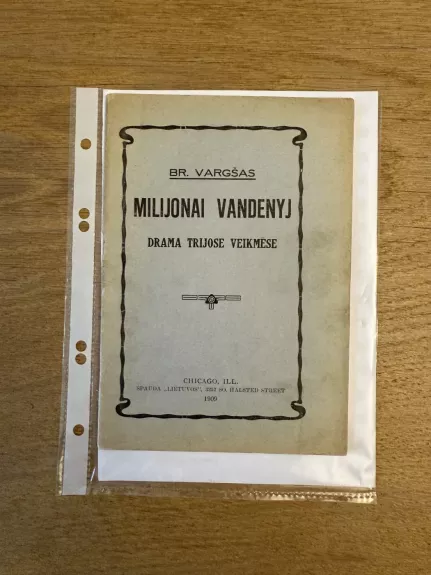 BR. VARGŠAS
MILIJONAI VANDENYJ
DRAMA TRIJOSE VEIKMĖSE
CHICAGO, ILL.
SPAUDA „LIETUVOS”, 3252 SO. HALSTED STREET
1909